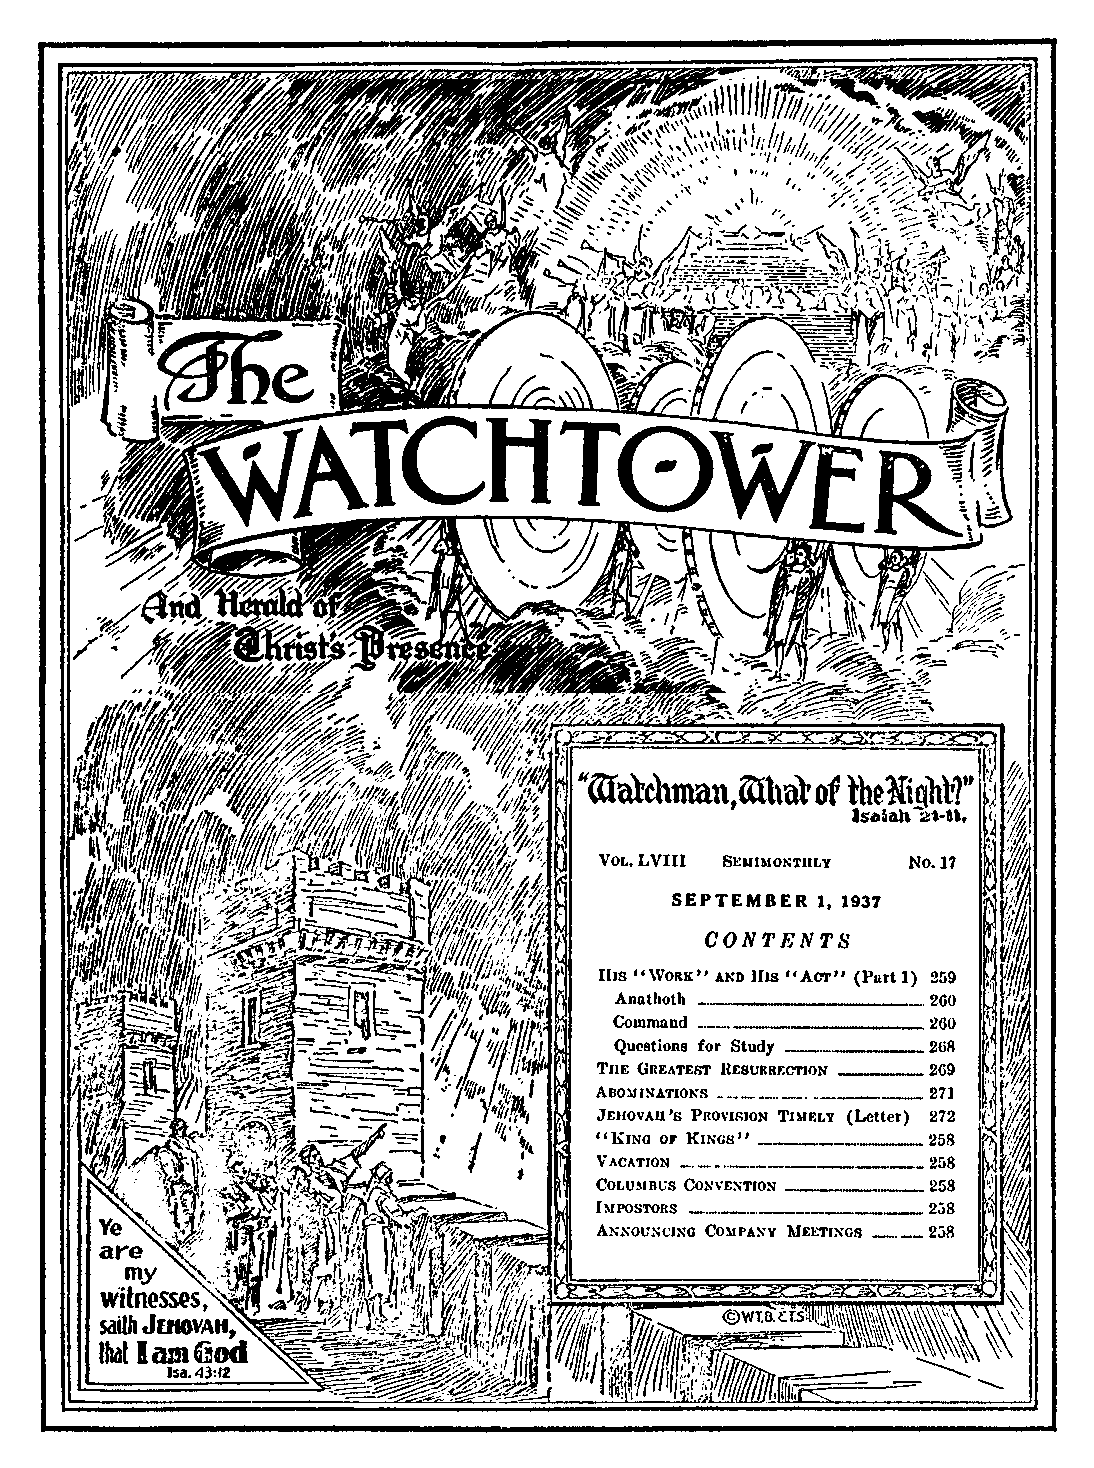 The
WATCHTOWER
And Herald of
Christ's Presence
"Watchman, What of the Night?"
Isaiah 21-11.
VOL. LVIII SEMIMONTHLY No. 17
SEPTEMBER 1, 1937
CONTENTS
HIS "WORK" AND HIS "ACT" (Part 1) 259
Anathoth 260
Command 260
Questions for Study 268
THE GREATEST RESURRECTION 269
ABOMINATIONS 271
JEHOVAH'S PROVISION TIMELY (Letter) 272
"KING OF KINGS" 258
VACATION 258
COLUMBUS CONVENTION 258
IMPOSTORS 258
ANNOUNCING COMPANY MEETINGS 258
©W.T.B.&T.S.
Ye
are
my
witnesses,
saith JEHOVAH,
that I am God
Isa. 43:12